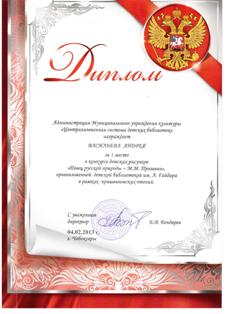 Диплом
Администрация Муниципального учреждения культуры
«Централизованная система детских библиотек»
награждает
ВАСИЛЬЕВА АНДРЕЯ
за 1 место
в конкурсе детских рисунков
«Певец русской природы – М.М. Пришвин»,
организованной детской библиотекой им. А. Гайдара
в рамках пришвинских чтений.
С уважением
директор
Н.В. Бондарев
04.02.2013 г.
г. Чебоксары